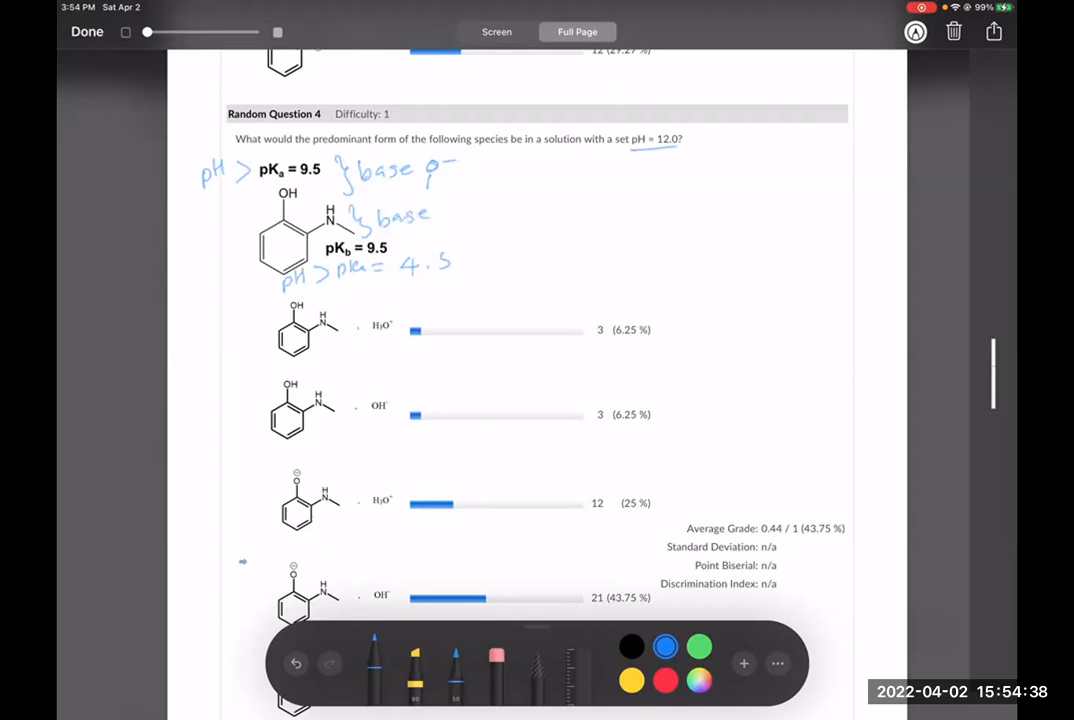 3:54 PM Sat Apr 2
99%
Done
Screen
Full Page
12 (29.27 %)
Random Question 4 Difficulty: 1
What would the predominant form of the following species be in a solution with a set pH = 12.0?
pH > pKa = 9.5 } base O⁻
OH
H
N } base
pKb = 9.5
pH > pKa = 4.5
OH
H
N . H₃O⁺ 3 (6.25 %)
OH
H
N . OH⁻ 3 (6.25 %)
⊖
O
H
N . H₃O⁺ 12 (25 %)
Average Grade: 0.44 / 1 (43.75 %)
Standard Deviation: n/a
Point Biserial: n/a
Discrimination Index: n/a
⊖
O
H
N . OH⁻ 21 (43.75 %)
80
50
2022-04-02 15:54:38